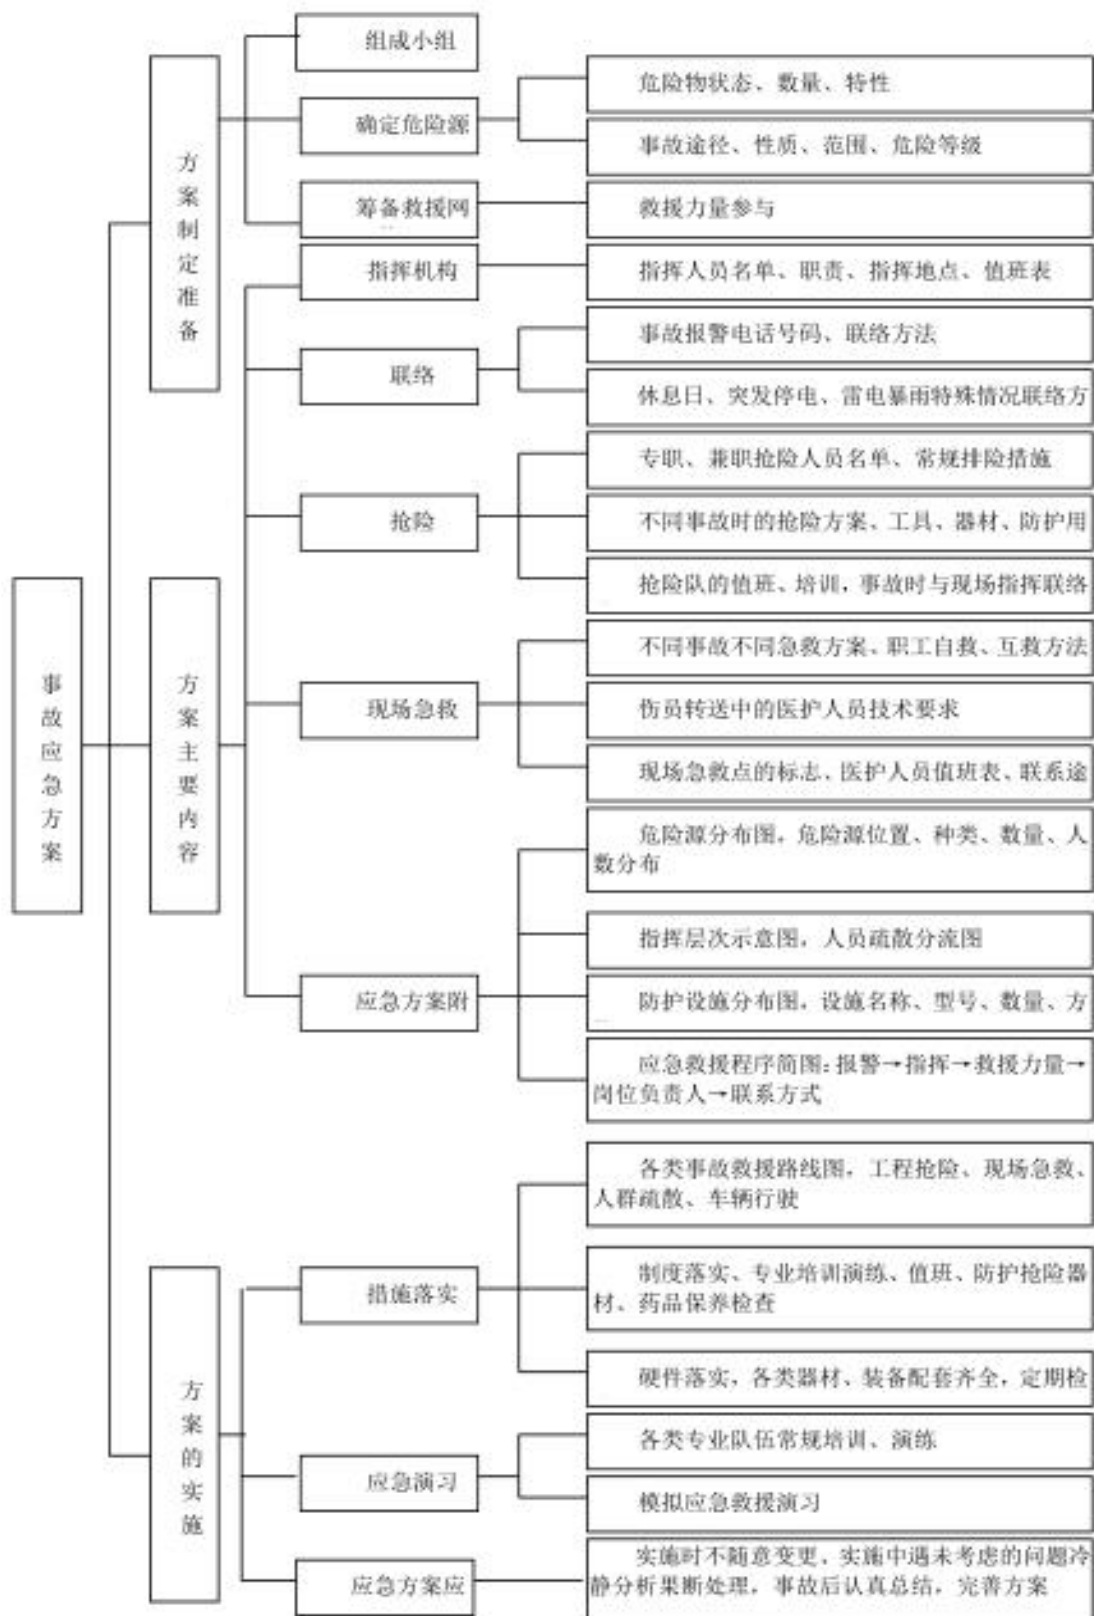 组成小组
危险物状态、数量、特性
确定危险源
事故途径、性质、范围、危险等级
方案制定准备
筹备救援网
救援力量参与
指挥机构
指挥人员名单、职责、指挥地点、值班表
事故报警电话号码、联络方法
联络
休息日、突发停电、雷电暴雨特殊情况联络方
专职、兼职抢险人员名单、常规排险措施
抢险
不同事故时的抢险方案、工具、器材、防护用
抢险队的值班、培训，事故时与现场指挥联络
事故应急方案
方案主要内容
不同事故不同急救方案、职工自救、互救方法
现场急救
伤员转送中的医护人员技术要求
现场急救点的标志、医护人员值班表、联系途
危险源分布图，危险源位置、种类、数量、人
数分布
指挥层次示意图，人员疏散分流图
应急方案附
防护设施分布图，设施名称、型号、数量、方
应急救援程序简图：报警→指挥→救援力量→
岗位负责人→联系方式
各类事故救援路线图，工程抢险、现场急救、
人群疏散、车辆行驶
措施落实
制度落实、专业培训演练、值班、防护抢险器
材、药品保养检查
硬件落实，各类器材、装备配套齐全，定期检
方案的实施
各类专业队伍常规培训、演练
应急演习
模拟应急救援演习
应急方案应
实施时不随意变更、实施中遇未考虑的问题冷
静分析果断处理，事故后认真总结，完善方案